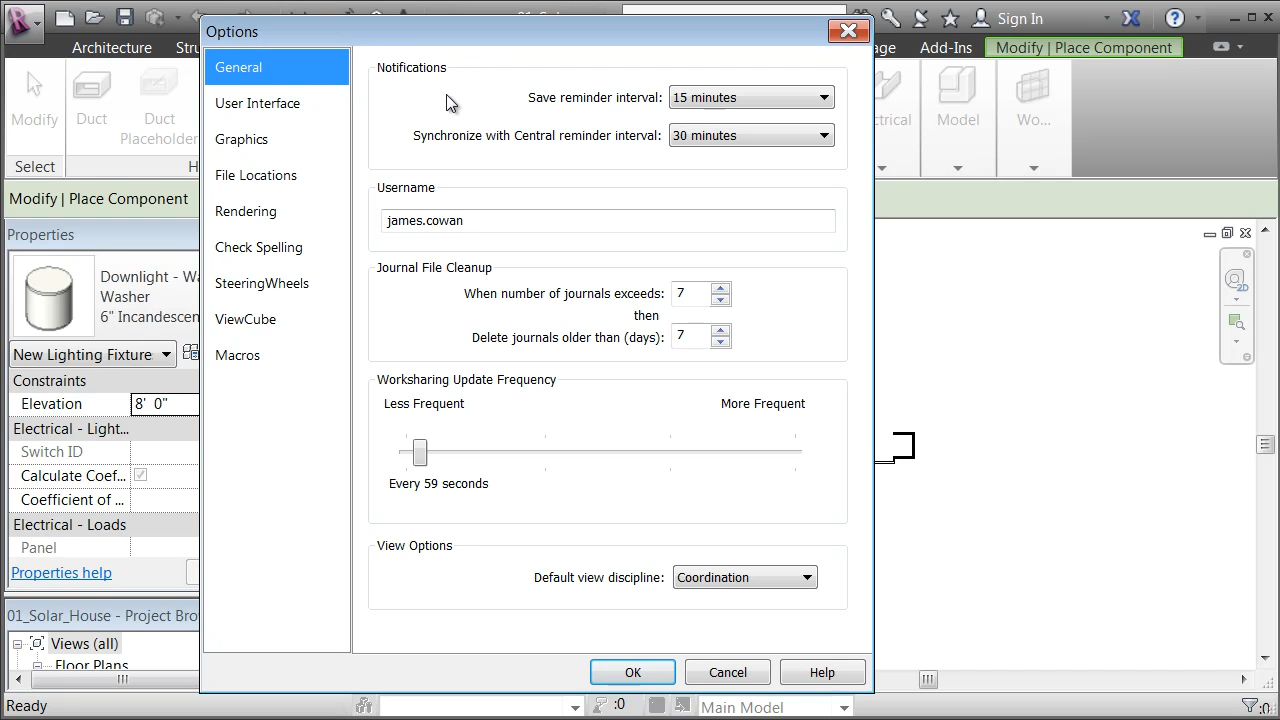 Options
Sign In
Architecture
Add-Ins
Modify | Place Component
Modify
Duct
Duct
Placeholder
Model
Wo...
Select
Modify | Place Component
Properties
Downlight - Wa
Washer
6" Incandescen
New Lighting Fixture
Constraints
Elevation
8' 0"
Electrical - Light...
Switch ID
Calculate Coef...
Coefficient of ...
Electrical - Loads
Panel
Properties help
01_Solar_House - Project Bro
Views (all)
Floor Plans
Ready
General
User Interface
Graphics
File Locations
Rendering
Check Spelling
SteeringWheels
ViewCube
Macros
Notifications
Save reminder interval: 15 minutes
Synchronize with Central reminder interval: 30 minutes
Username
james.cowan
Journal File Cleanup
When number of journals exceeds: 7
then
Delete journals older than (days): 7
Worksharing Update Frequency
Less Frequent
More Frequent
Every 59 seconds
View Options
Default view discipline: Coordination
OK
Cancel
Help
:0
Main Model
:0